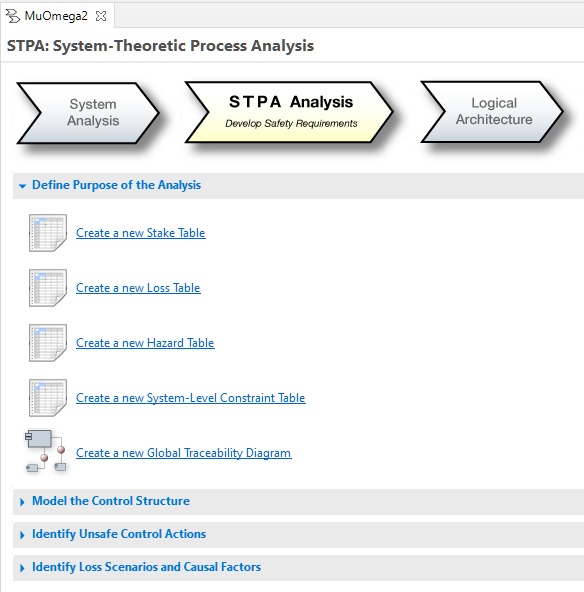 MuOmega2
STPA: System-Theoretic Process Analysis
System
Analysis
STPA Analysis
Develop Safety Requirements
Logical
Architecture
Define Purpose of the Analysis
Create a new Stake Table
Create a new Loss Table
Create a new Hazard Table
Create a new System-Level Constraint Table
Create a new Global Traceability Diagram
Model the Control Structure
Identify Unsafe Control Actions
Identify Loss Scenarios and Causal Factors